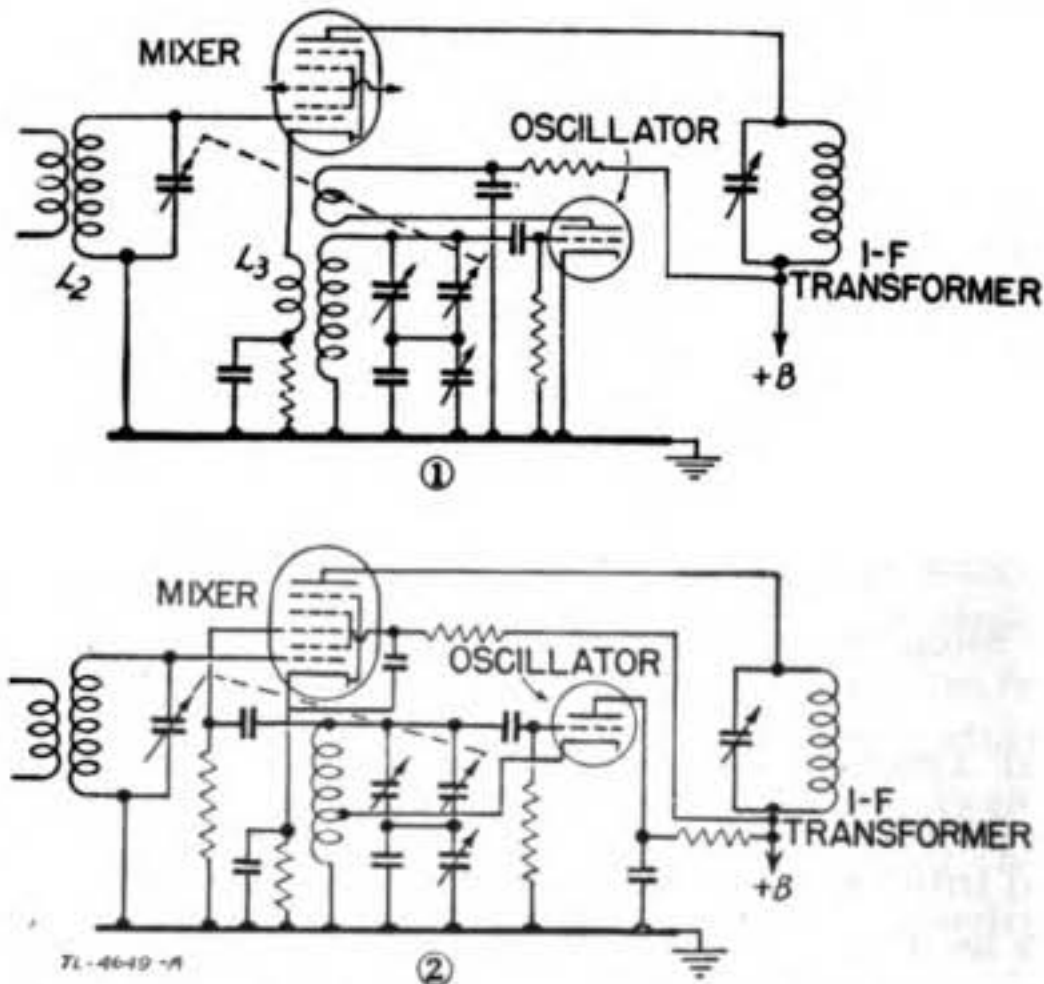 MIXER
OSCILLATOR
L2
L3
I-F
TRANSFORMER
+B
①
MIXER
OSCILLATOR
I-F
TRANSFORMER
+B
TL-4649-A
②